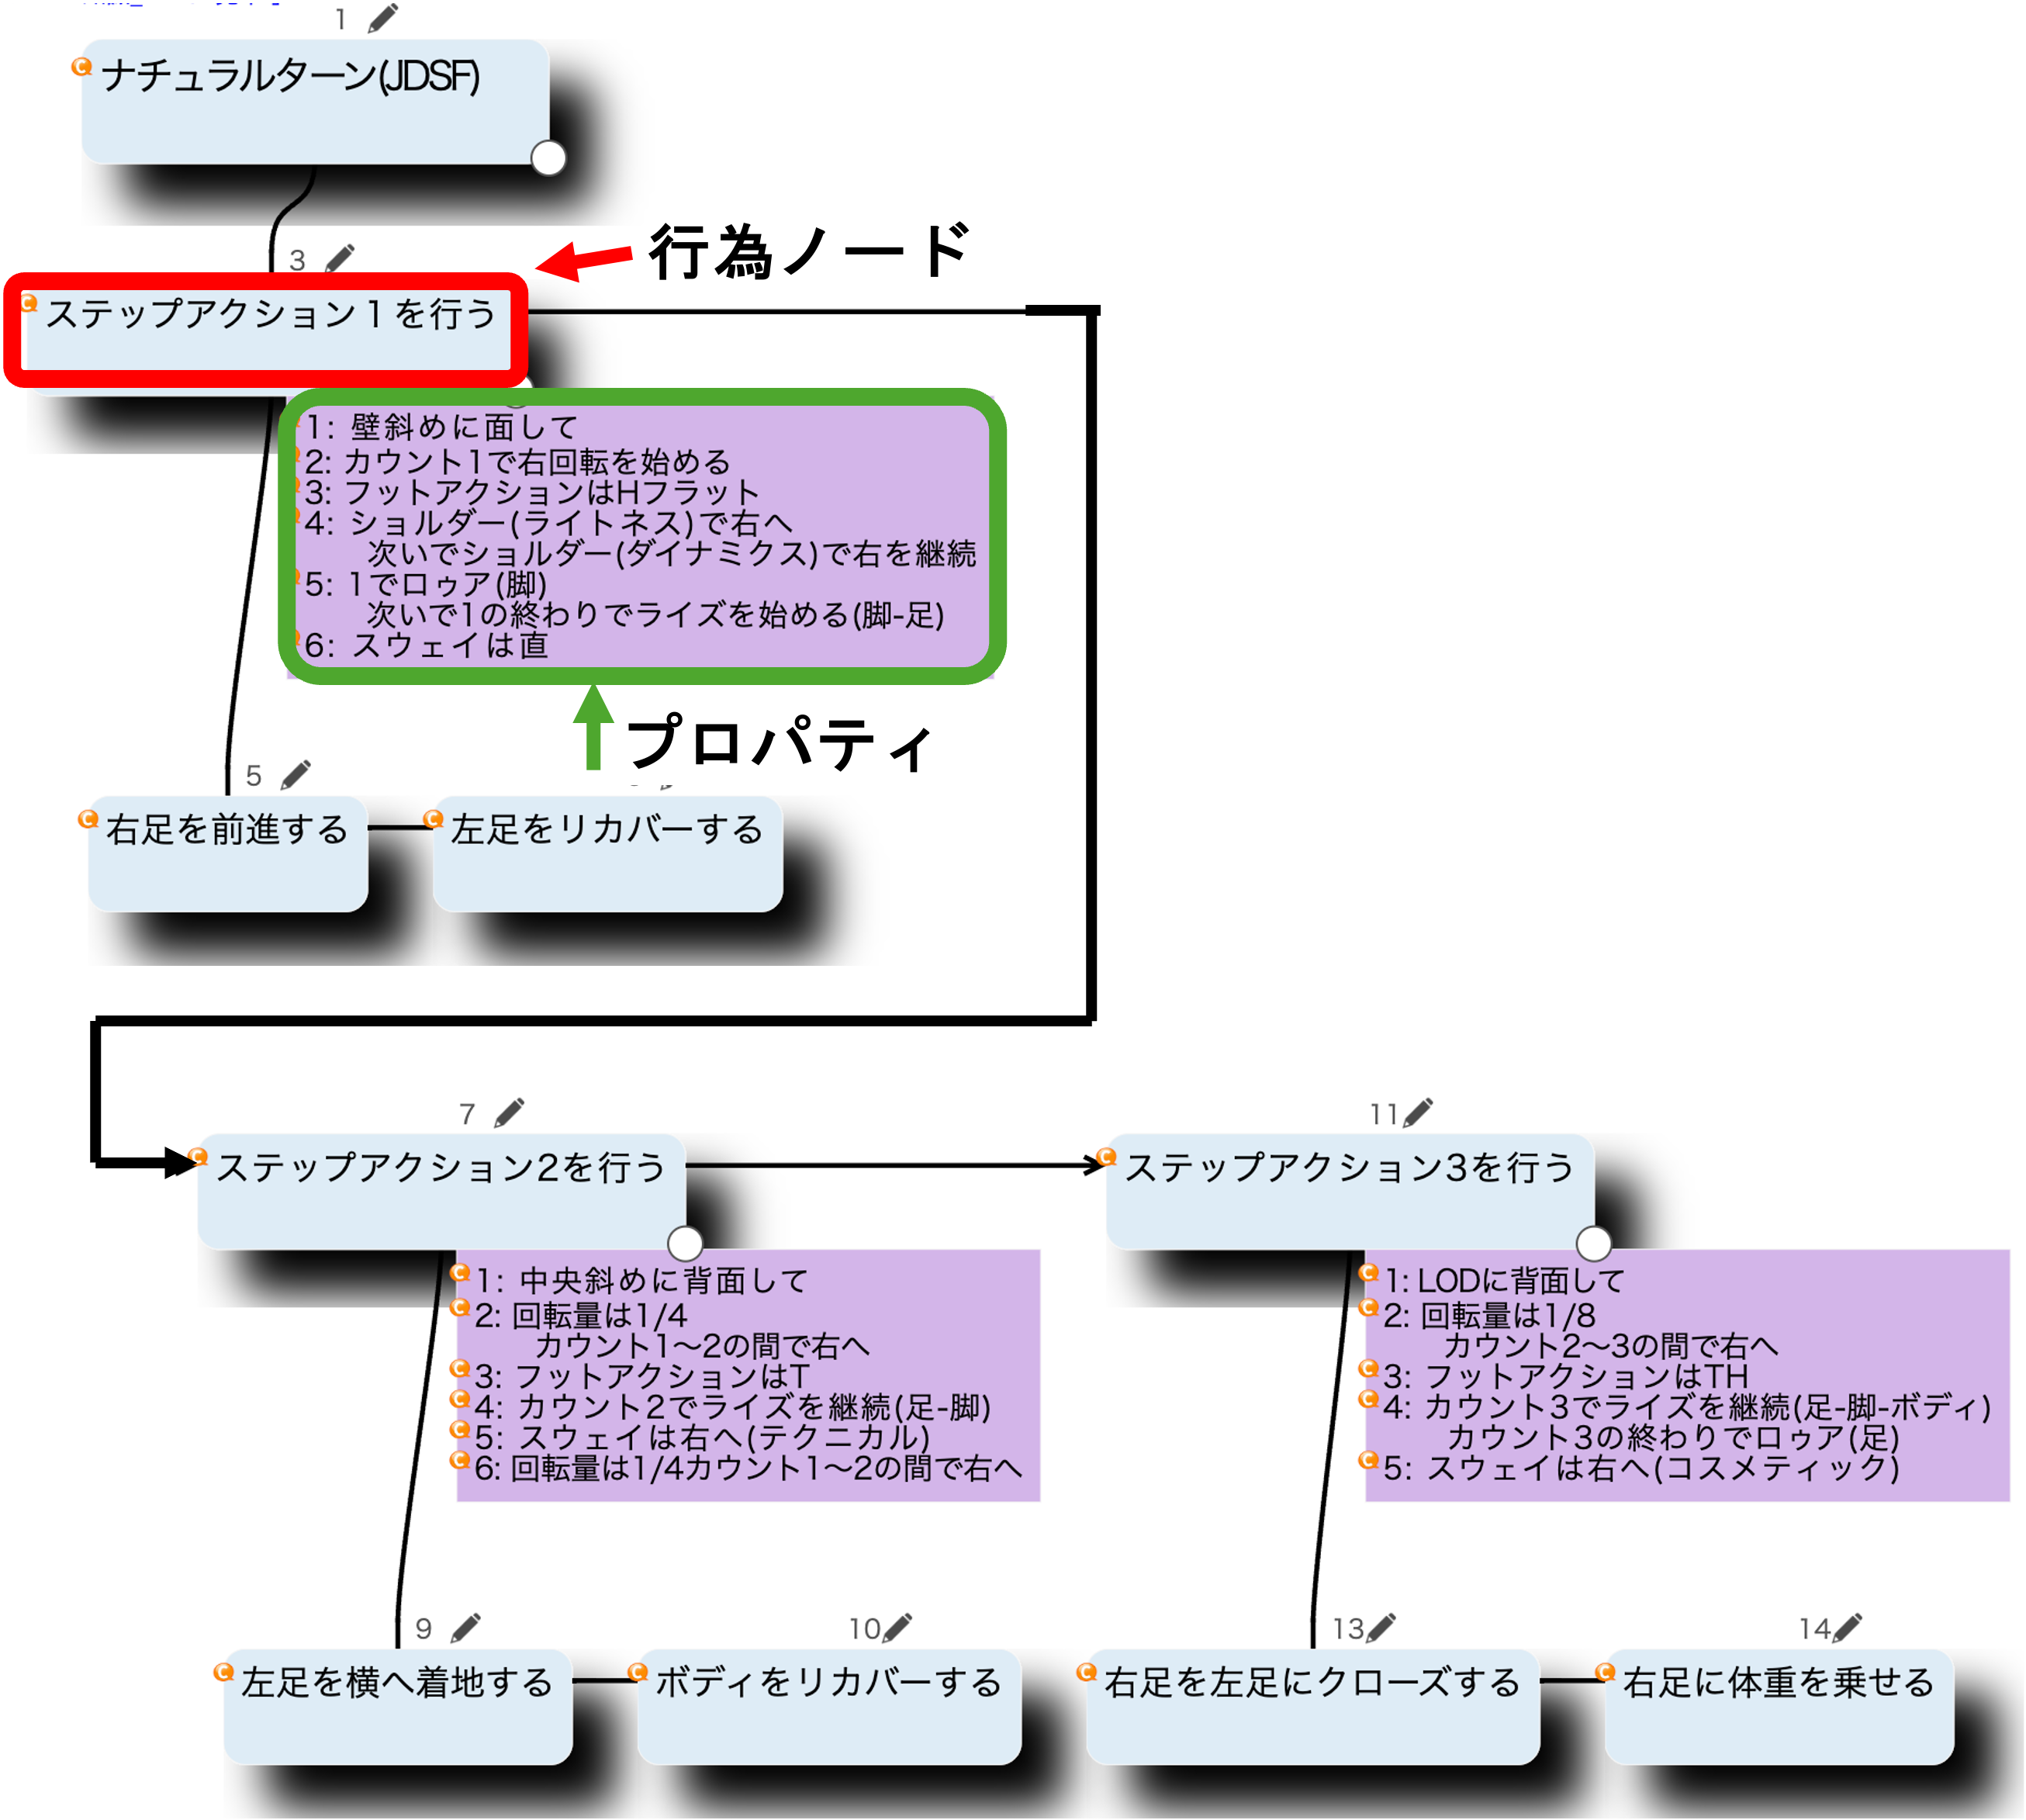 1
ナチュラルターン(JDSF)
3
行為ノード
ステップアクション１を行う
1: 壁斜めに面して
2: カウント1で右回転を始める
3: フットアクションはHフラット
4: ショルダー(ライトネス)で右へ
次いでショルダー(ダイナミクス)で右を継続
5: 1でロゥア(脚)
次いで1の終わりでライズを始める(脚-足)
6: スウェイは直
プロパティ
5
右足を前進する
左足をリカバーする
7
11
ステップアクション2を行う
ステップアクション3を行う
1: 中央斜めに背面して
2: 回転量は1/4
カウント1～2の間で右へ
3: フットアクションはT
4: カウント2でライズを継続(足-脚)
5: スウェイは右へ(テクニカル)
6: 回転量は1/4カウント1～2の間で右へ
1: LODに背面して
2: 回転量は1/8
カウント2～3の間で右へ
3: フットアクションはTH
4: カウント3でライズを継続(足-脚-ボディ)
カウント3の終わりでロゥア(足)
5: スウェイは右へ(コスメティック)
9
10
13
14
左足を横へ着地する
ボディをリカバーする
右足を左足にクローズする
右足に体重を乗せる